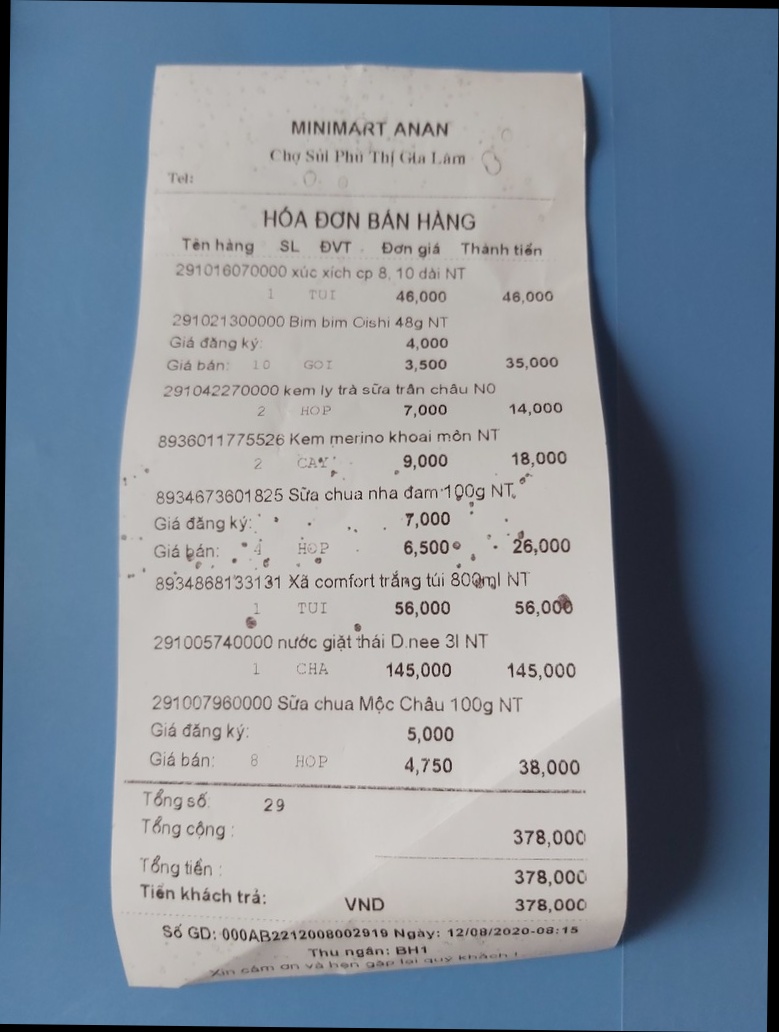 MINIMART ANAN
Chợ Sủi Phú Thị Gia Lâm
Tel:
HÓA ĐƠN BÁN HÀNG
Tên hàng SL ĐVT Đơn giá Thành tiền
291016070000 xúc xích cp 8, 10 dài NT
1 TUI 46,000 46,000
291021300000 Bim bim Oishi 48g NT
Giá đăng ký: 4,000
Giá bán: 10 GOI 3,500 35,000
291042270000 kem ly trà sữa trân châu N0
2 HOP 7,000 14,000
8936011775526 Kem merino khoai môn NT
2 CAY 9,000 18,000
8934673601825 Sữa chua nha đam 100g NT
Giá đăng ký: 7,000
Giá bán: 4 HOP 6,500 26,000
8934868133131 Xã comfort trắng túi 800ml NT
1 TUI 56,000 56,000
291005740000 nước giặt thái D.nee 3l NT
1 CHA 145,000 145,000
291007960000 Sữa chua Mộc Châu 100g NT
Giá đăng ký: 5,000
Giá bán: 8 HOP 4,750 38,000
Tổng số: 29
Tổng cộng : 378,000
Tổng tiền : 378,000
Tiền khách trả: VND 378,000
Số GD: 000AB2212008002919 Ngày: 12/08/2020-08:15
Thu ngân: BH1
Xin cảm ơn và hẹn gặp lại quý khách !